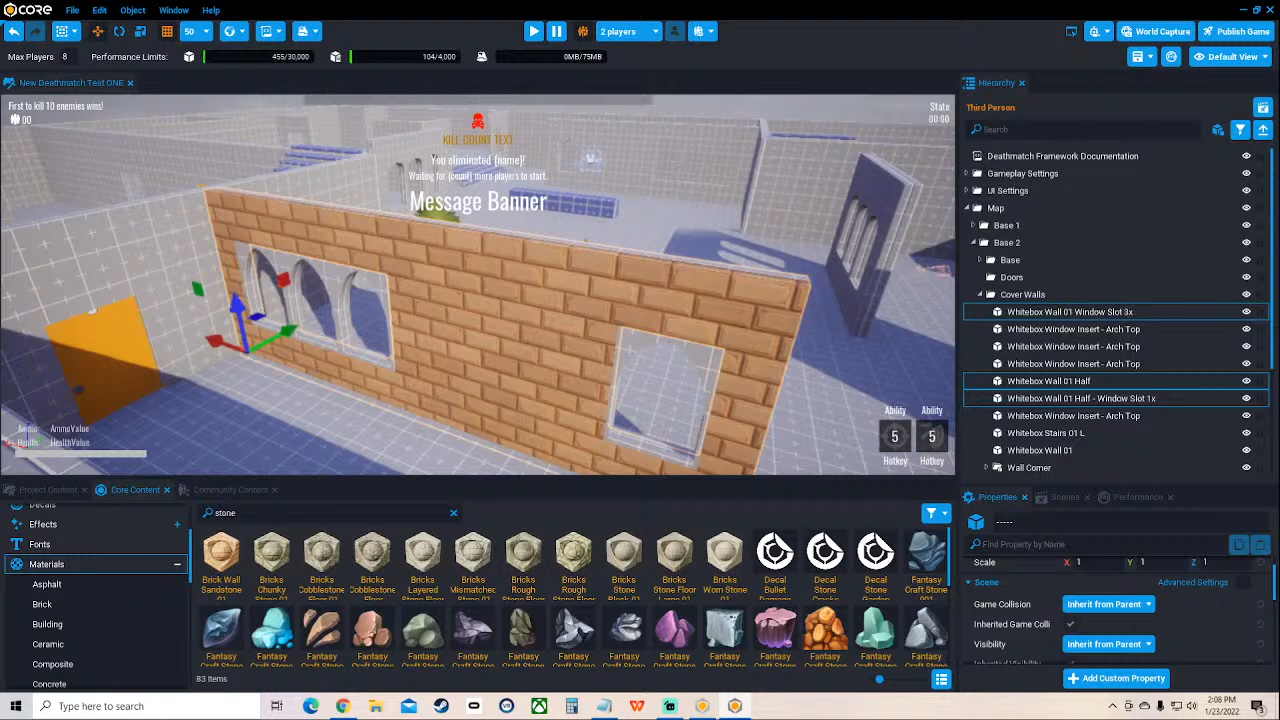 CORE File Edit Object Window Help
50 2 players World Capture Publish Game
Max Players 8 Performance Limits: 455/30,000 104/4,000 0MB/75MB Default View
New Deathmatch Test ONE
First to kill 10 enemies wins!
00
State
00:00
KILL COUNT TEXT
You eliminated {name}!
Waiting for {count} more players to start.
Message Banner
AmmoValue
Health HealthValue
Ability Ability
5 5
Hotkey Hotkey
Hierarchy
Third Person
Search
Deathmatch Framework Documentation
Gameplay Settings
UI Settings
Map
Base 1
Base 2
Base
Doors
Cover Walls
Whitebox Wall 01 Window Slot 3x
Whitebox Window Insert - Arch Top
Whitebox Window Insert - Arch Top
Whitebox Window Insert - Arch Top
Whitebox Wall 01 Half
Whitebox Wall 01 Half - Window Slot 1x
Whitebox Window Insert - Arch Top
Whitebox Stairs 01 L
Whitebox Wall 01
Wall Corner
Project Content Core Content Community Content
Effects
Fonts
Materials
Asphalt
Brick
Building
Ceramic
Composite
Concrete
stone
Brick Wall Sandstone
Bricks Chunky
Bricks Cobblestone
Bricks Cobblestone
Bricks Layered
Bricks Mismatched
Bricks Rough
Bricks Rough
Bricks Stone
Bricks Stone Floor
Bricks Worn Stone
Decal Bullet
Decal Stone
Decal Stone
Fantasy Craft Stone
Fantasy Fantasy Fantasy Fantasy Fantasy Fantasy Fantasy Fantasy Fantasy Fantasy Fantasy Fantasy Fantasy Fantasy Fantasy
83 Items
Properties Scenes Performance
-----
Find Property by Name
Scale X 1 Y 1 Z 1
Scene Advanced Settings
Game Collision Inherit from Parent
Inherited Game Colli
Visibility Inherit from Parent
Add Custom Property
Type here to search
2:08 PM
1/23/2022